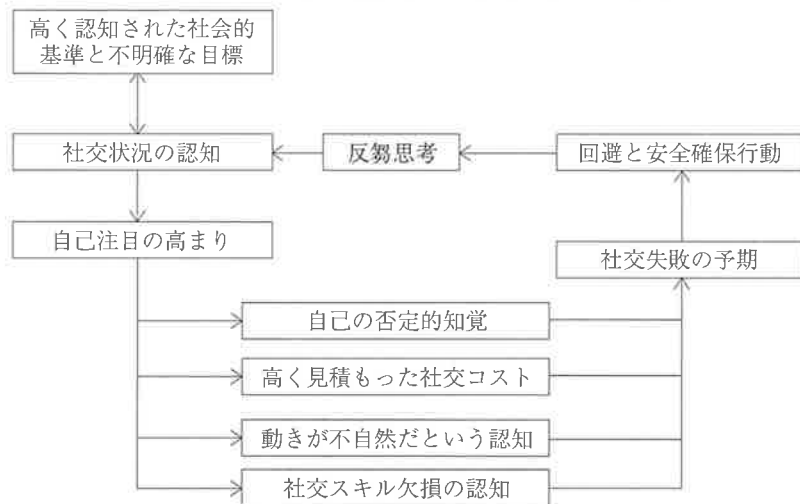 高く認知された社会的
基準と不明確な目標
社交状況の認知
反芻思考
回避と安全確保行動
自己注目の高まり
社交失敗の予期
自己の否定的知覚
高く見積もった社交コスト
動きが不自然だという認知
社交スキル欠損の認知